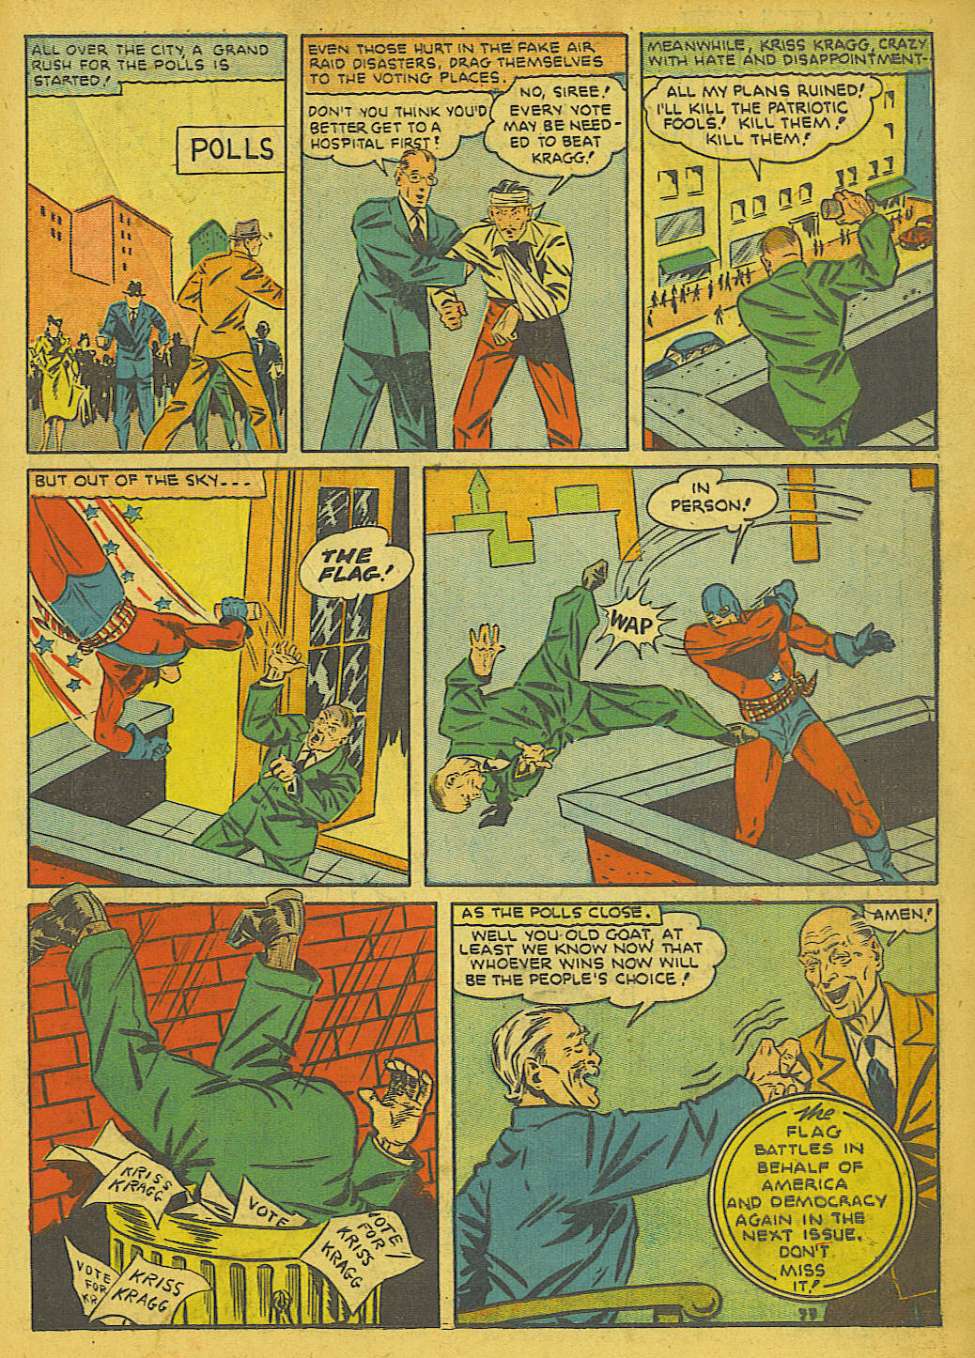 ALL OVER THE CITY, A GRAND
RUSH FOR THE POLLS IS
STARTED!
POLLS
EVEN THOSE HURT IN THE FAKE AIR
RAID DISASTERS, DRAG THEMSELVES
TO THE VOTING PLACES.
DON'T YOU THINK YOU'D
BETTER GET TO A
HOSPITAL FIRST?
NO, SIREE!
EVERY VOTE
MAY BE NEED-
ED TO BEAT
KRAGG!
MEANWHILE, KRISS KRAGG, CRAZY
WITH HATE AND DISAPPOINTMENT--
ALL MY PLANS RUINED!
I'LL KILL THE PATRIOTIC
FOOLS! KILL THEM!
KILL THEM!
BUT OUT OF THE SKY---
THE
FLAG!
IN
PERSON!
WAP
KRISS
KRAGG
VOTE
VOTE
FOR
KRISS
KRAGG
VOTE
FOR
KR
KRISS
KRAGG
AS THE POLLS CLOSE.
WELL YOU OLD GOAT, AT
LEAST WE KNOW NOW THAT
WHOEVER WINS NOW WILL
BE THE PEOPLE'S CHOICE!
AMEN!
The
FLAG
BATTLES IN
BEHALF OF
AMERICA
AND DEMOCRACY
AGAIN IN THE
NEXT ISSUE.
DON'T
MISS
IT!